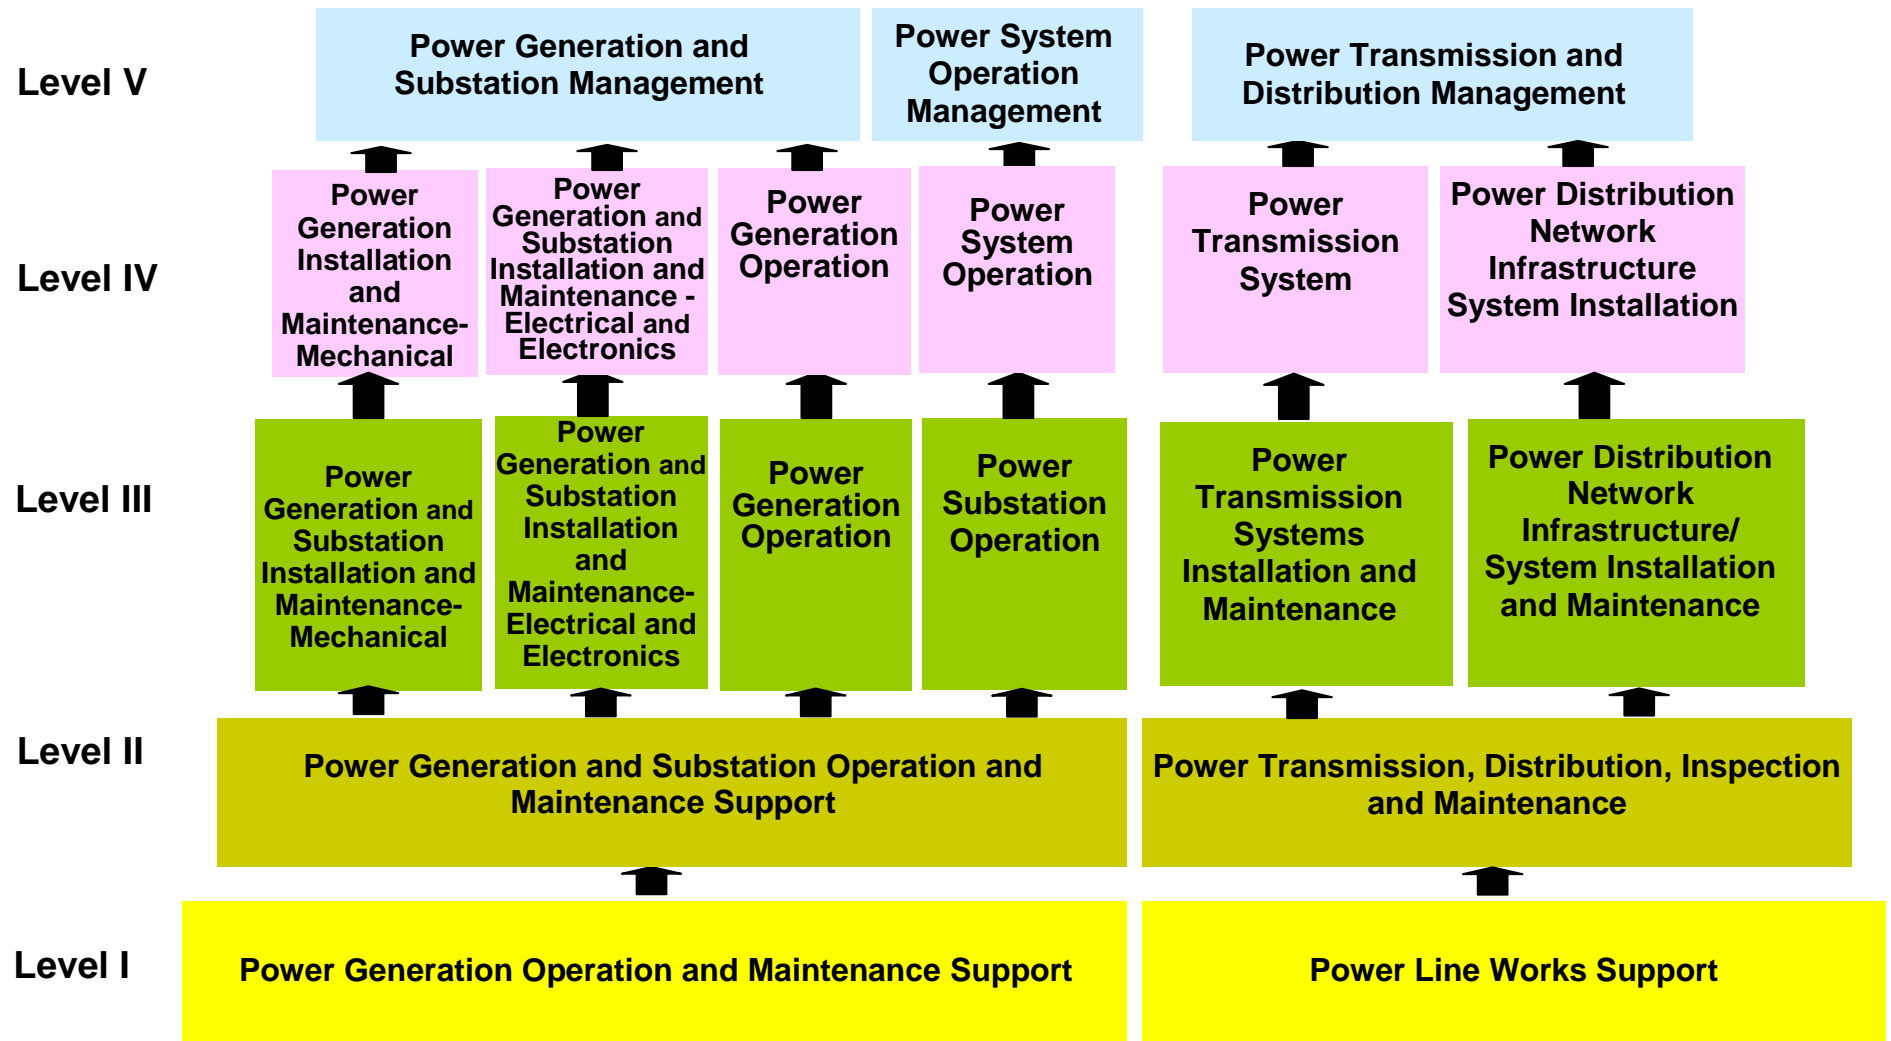 Level V
Power Generation and
Substation Management
Power System
Operation
Management
Power Transmission and
Distribution Management
Level IV
Power
Generation
Installation
and
Maintenance-
Mechanical
Power
Generation and
Substation
Installation and
Maintenance -
Electrical and
Electronics
Power
Generation
Operation
Power
System
Operation
Power
Transmission
System
Power Distribution
Network
Infrastructure
System Installation
Level III
Power
Generation and
Substation
Installation and
Maintenance-
Mechanical
Power
Generation and
Substation
Installation
and
Maintenance-
Electrical and
Electronics
Power
Generation
Operation
Power
Substation
Operation
Power
Transmission
Systems
Installation and
Maintenance
Power Distribution
Network
Infrastructure/
System Installation
and Maintenance
Level II
Power Generation and Substation Operation and
Maintenance Support
Power Transmission, Distribution, Inspection
and Maintenance
Level I
Power Generation Operation and Maintenance Support
Power Line Works Support